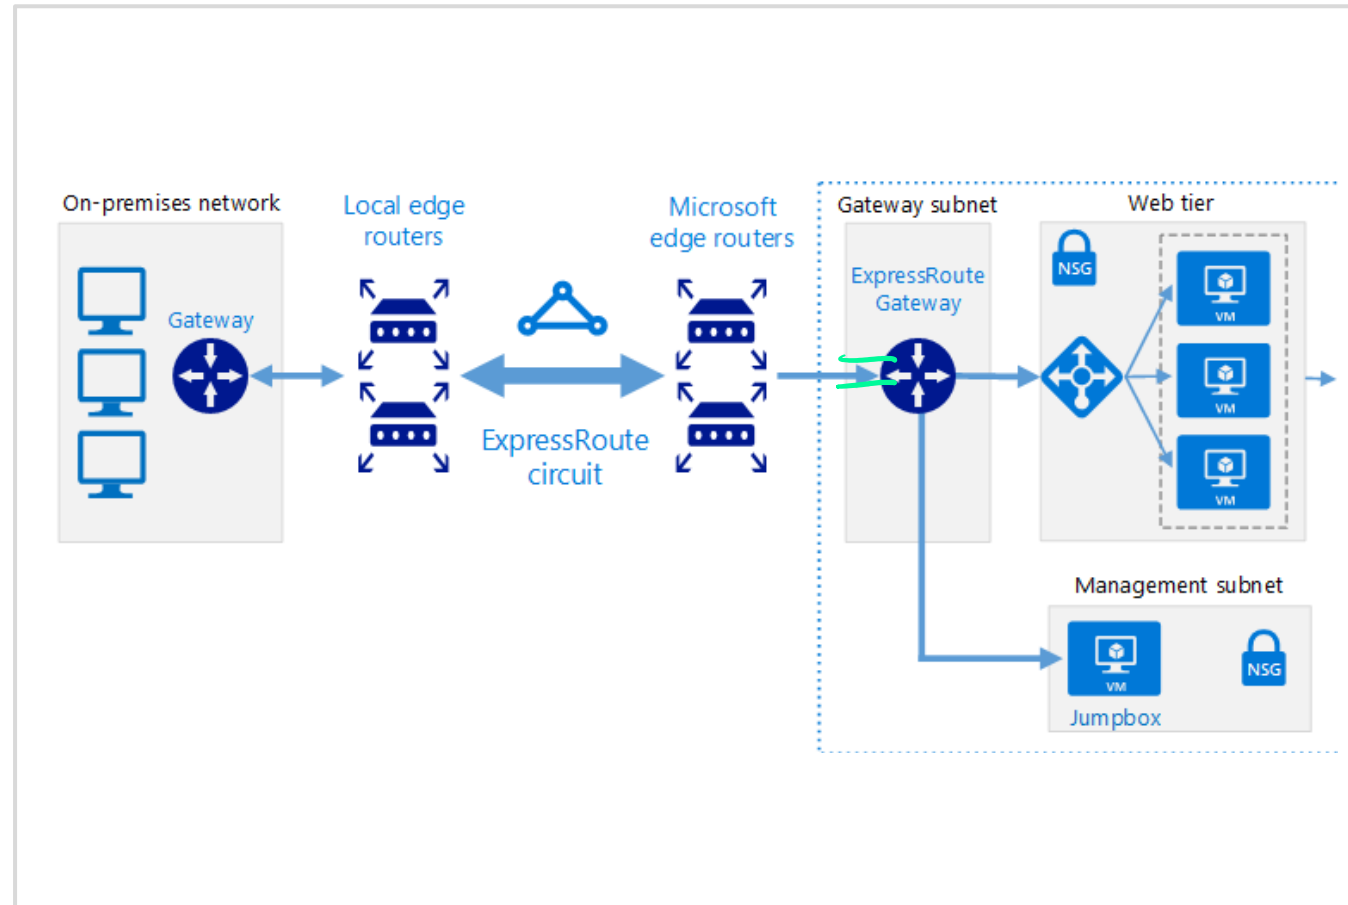 On-premises network
Gateway
Local edge
routers
ExpressRoute
circuit
Microsoft
edge routers
Gateway subnet
ExpressRoute
Gateway
Web tier
NSG
VM
VM
VM
Management subnet
VM
Jumpbox
NSG